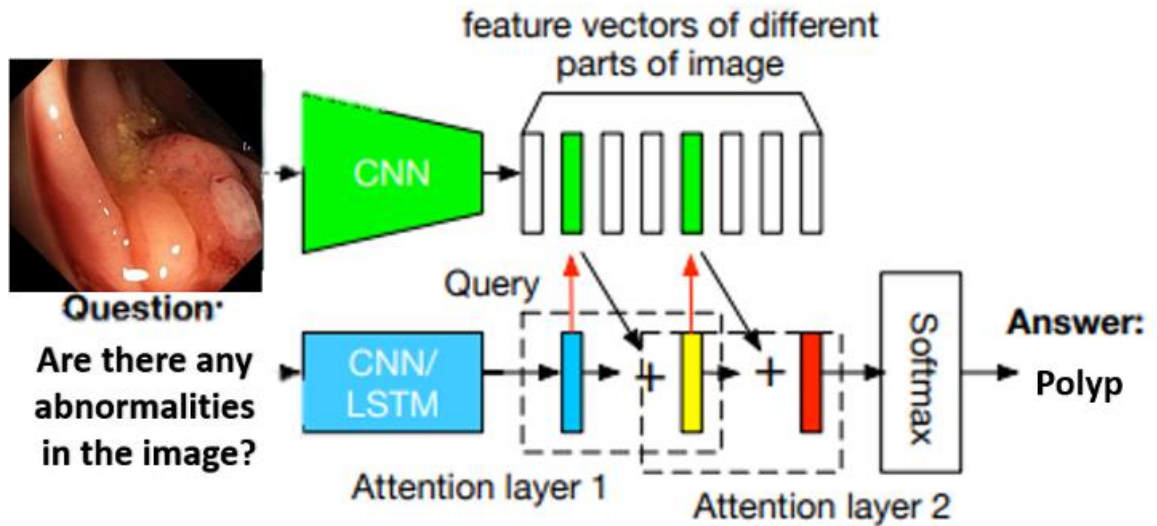 feature vectors of different
parts of image
CNN
Query
Question:
Are there any
abnormalities
in the image?
CNN/
LSTM
+
+
Softmax
Answer:
Polyp
Attention layer 1
Attention layer 2